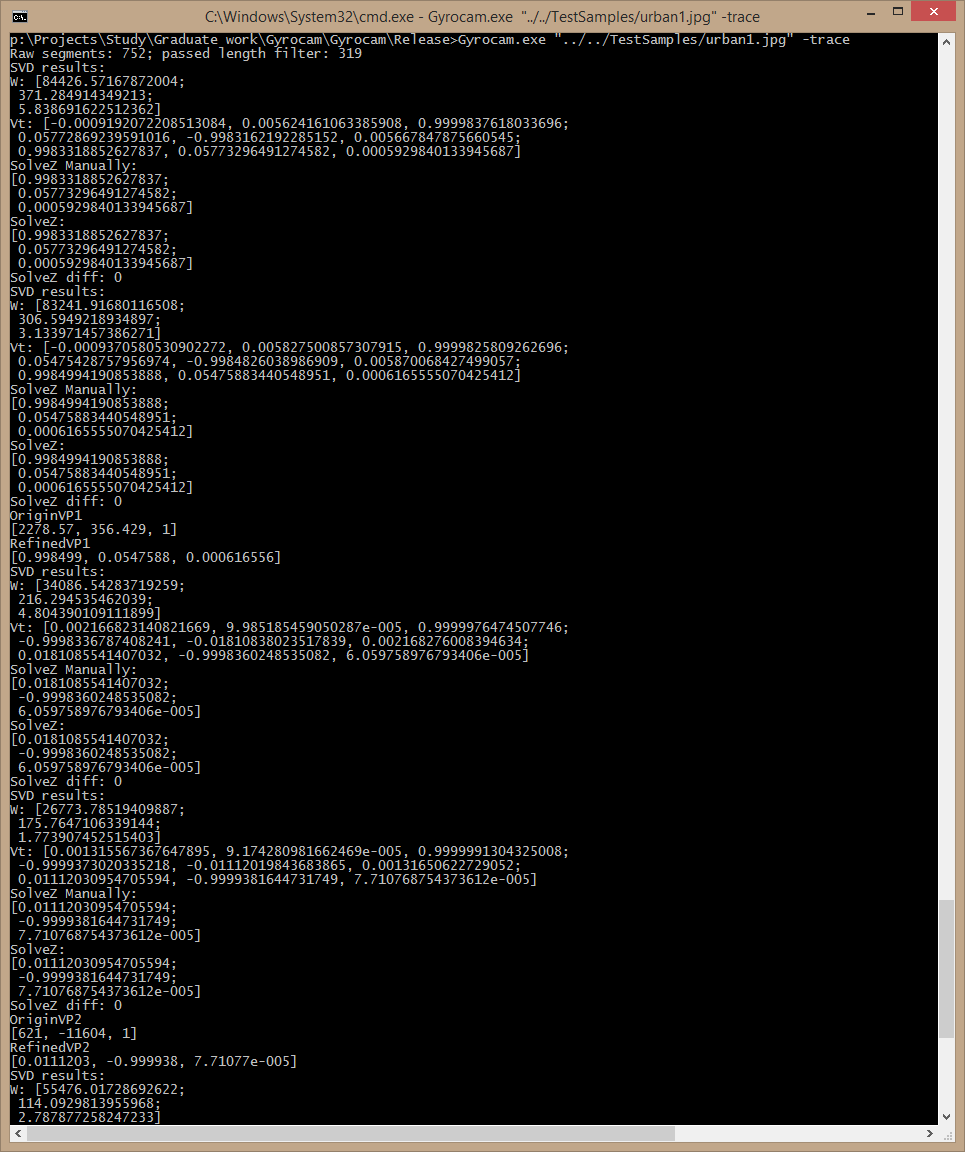 C:\Windows\System32\cmd.exe - Gyrocam.exe "../../TestSamples/urban1.jpg" -trace
p:\Projects\Study\Graduate work\Gyrocam\Gyrocam\Release>Gyrocam.exe "../../TestSamples/urban1.jpg" -trace
Raw segments: 752; passed length filter: 319
SVD results:
W: [84426.57167872004;
371.284914349213;
5.838691622512362]
Vt: [-0.0009192072208513084, 0.005624161063385908, 0.9999837618033696;
0.05772869239591016, -0.9983162192285152, 0.005667847875660545;
0.9983318852627837, 0.05773296491274582, 0.0005929840133945687]
SolveZ Manually:
[0.9983318852627837;
0.05773296491274582;
0.0005929840133945687]
SolveZ:
[0.9983318852627837;
0.05773296491274582;
0.0005929840133945687]
SolveZ diff: 0
SVD results:
W: [83241.91680116508;
306.5949218934897;
3.133971457386271]
Vt: [-0.0009370580530902272, 0.005827500857307915, 0.9999825809262696;
0.05475428757956974, -0.9984826038986909, 0.005870068427499057;
0.9984994190853888, 0.05475883440548951, 0.0006165555070425412]
SolveZ Manually:
[0.9984994190853888;
0.05475883440548951;
0.0006165555070425412]
SolveZ:
[0.9984994190853888;
0.05475883440548951;
0.0006165555070425412]
SolveZ diff: 0
OriginVP1
[2278.57, 356.429, 1]
RefinedVP1
[0.998499, 0.0547588, 0.000616556]
SVD results:
W: [34086.54283719259;
216.294535462039;
4.804390109111899]
Vt: [0.002166823140821669, 9.985185459050287e-005, 0.9999976474507746;
-0.9998336787408241, -0.01810838023517839, 0.002168276008394634;
0.0181085541407032, -0.9998360248535082, 6.059758976793406e-005]
SolveZ Manually:
[0.0181085541407032;
-0.9998360248535082;
6.059758976793406e-005]
SolveZ:
[0.0181085541407032;
-0.9998360248535082;
6.059758976793406e-005]
SolveZ diff: 0
SVD results:
W: [26773.78519409887;
175.7647106339144;
1.773907452515403]
Vt: [0.001315567367647895, 9.174280981662469e-005, 0.9999991304325008;
-0.9999373020335218, -0.01112019843683865, 0.00131650622729052;
0.01112030954705594, -0.9999381644731749, 7.710768754373612e-005]
SolveZ Manually:
[0.01112030954705594;
-0.9999381644731749;
7.710768754373612e-005]
SolveZ:
[0.01112030954705594;
-0.9999381644731749;
7.710768754373612e-005]
SolveZ diff: 0
OriginVP2
[621, -11604, 1]
RefinedVP2
[0.0111203, -0.999938, 7.71077e-005]
SVD results:
W: [55476.01728692622;
114.0929813955968;
2.787877258247233]